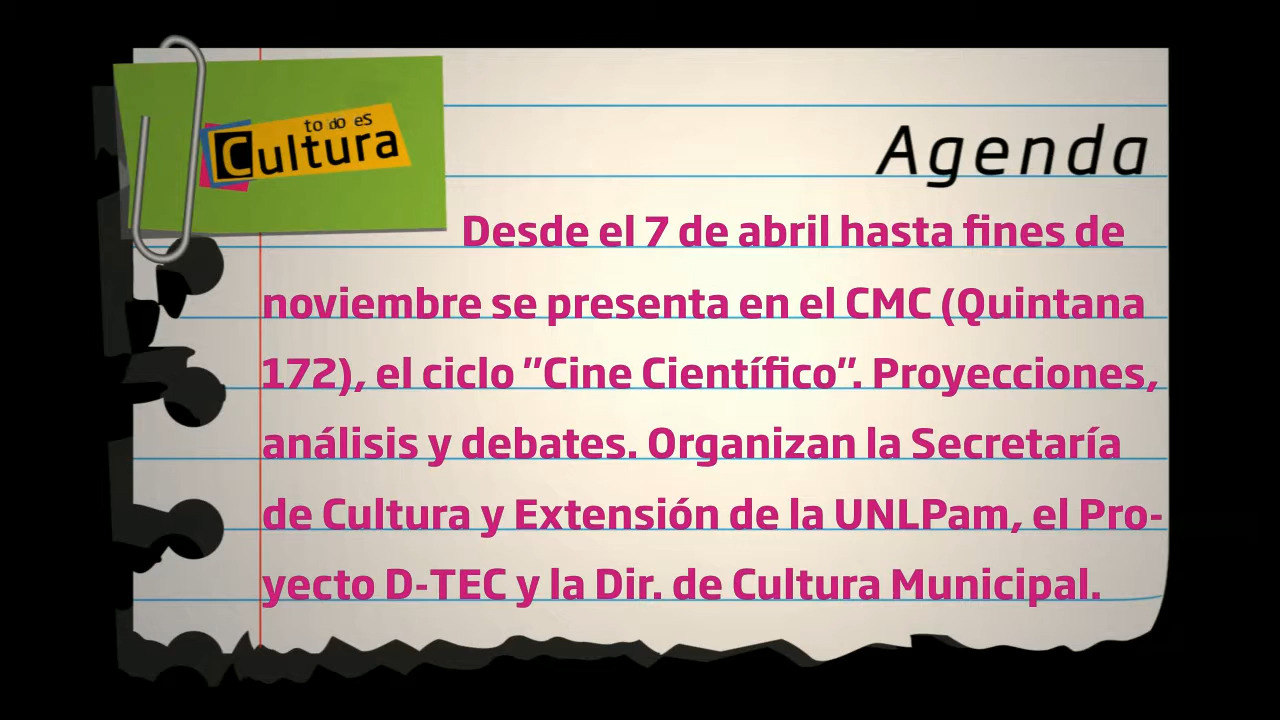 todo es
Cultura
Agenda
Desde el 7 de abril hasta fines de
noviembre se presenta en el CMC (Quintana
172), el ciclo "Cine Científico". Proyecciones,
análisis y debates. Organizan la Secretaría
de Cultura y Extensión de la UNLPam, el Pro-
yecto D-TEC y la Dir. de Cultura Municipal.